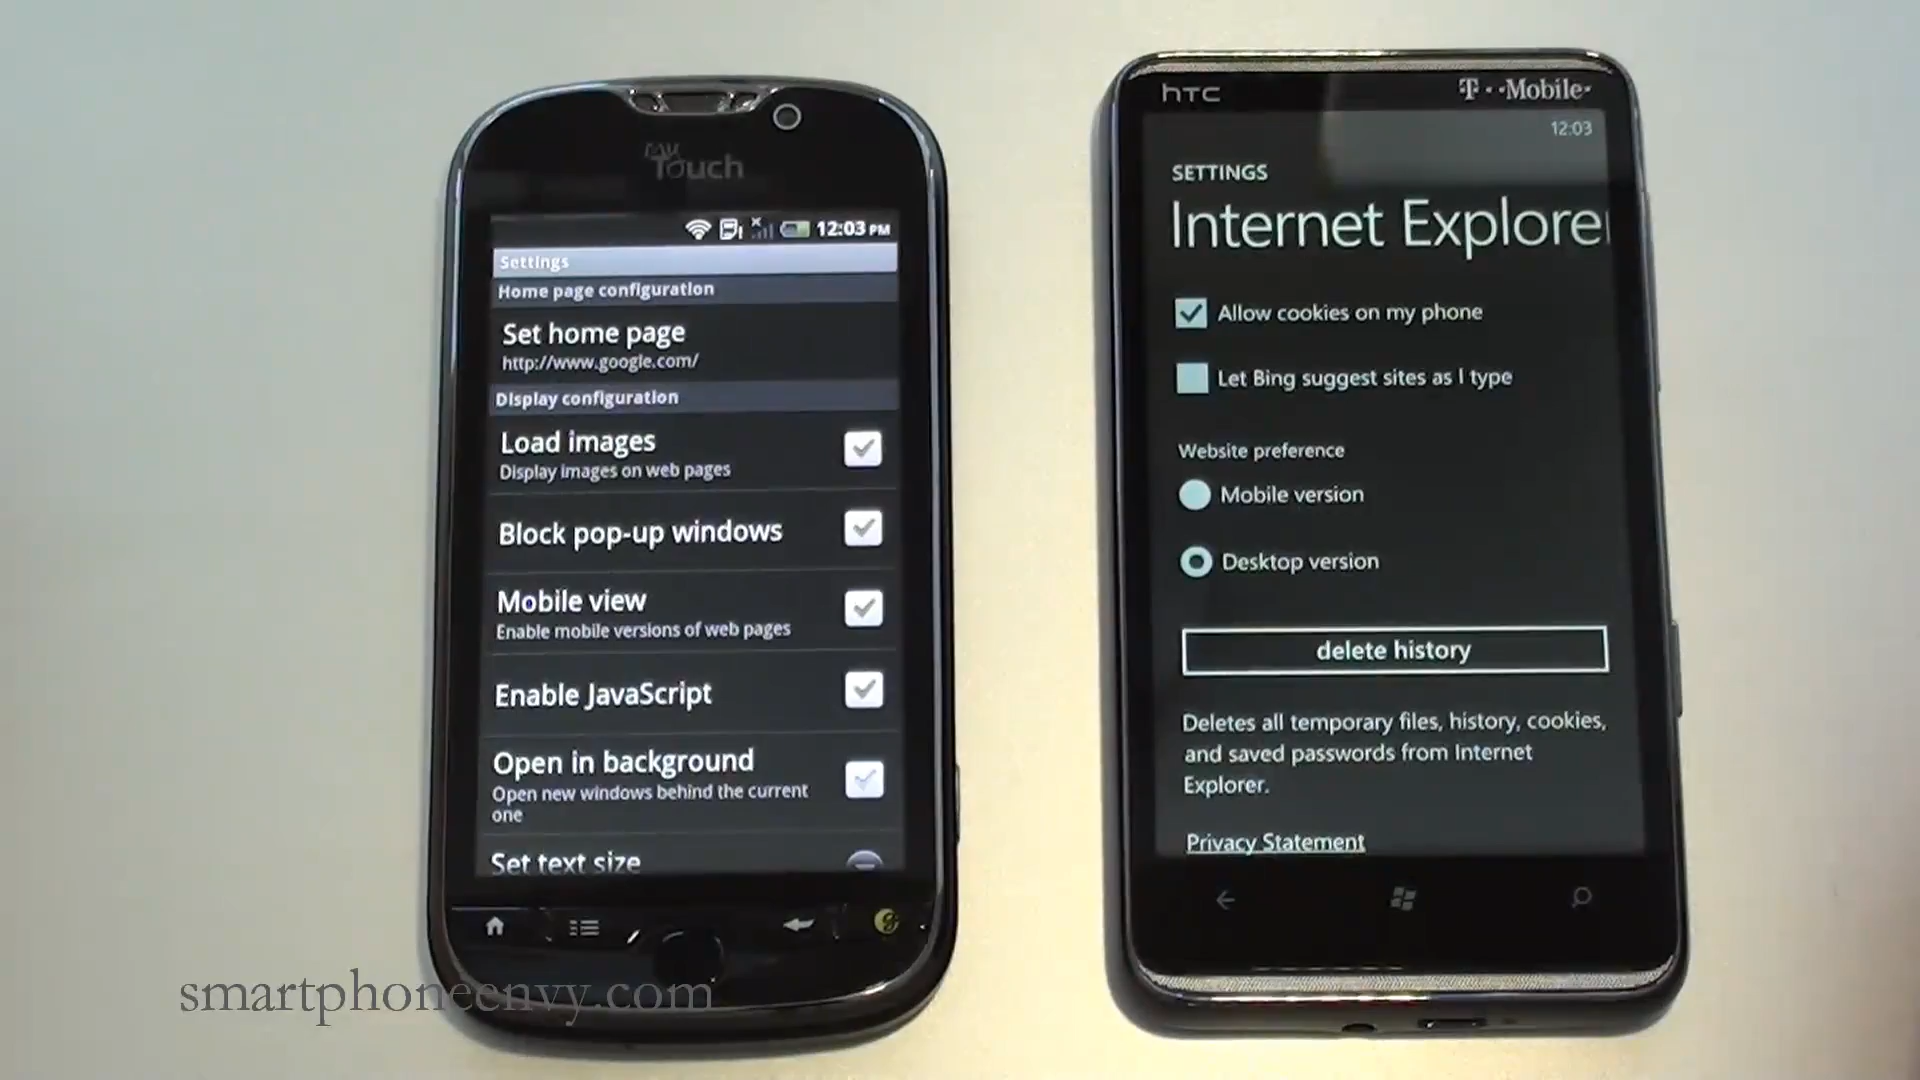 my
Touch
12:03 PM
Settings
Home page configuration
Set home page
http://www.google.com/
Display configuration
Load images
Display images on web pages
Block pop-up windows
Mobile view
Enable mobile versions of web pages
Enable JavaScript
Open in background
Open new windows behind the current
one
Set text size
hTC
T··Mobile·
12:03
SETTINGS
Internet Explorer
Allow cookies on my phone
Let Bing suggest sites as I type
Website preference
Mobile version
Desktop version
delete history
Deletes all temporary files, history, cookies,
and saved passwords from Internet
Explorer.
Privacy Statement
smartphoneenvy.com